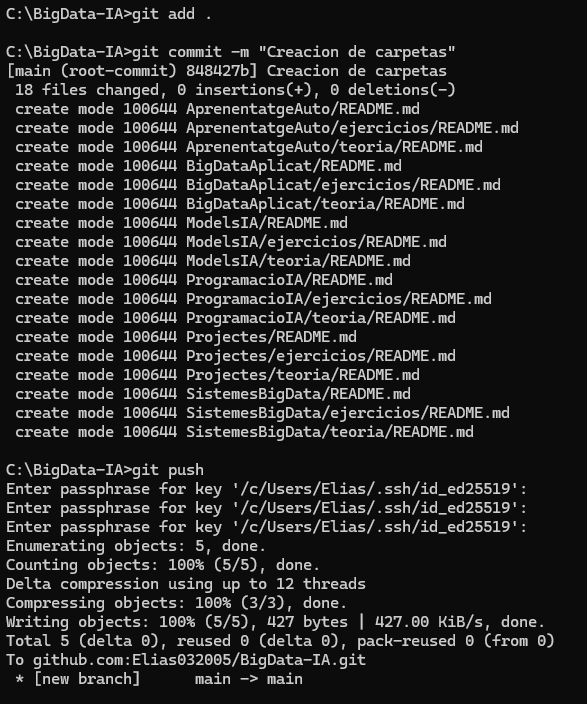 C:\BigData-IA>git add .
C:\BigData-IA>git commit -m "Creacion de carpetas"
[main (root-commit) 848427b] Creacion de carpetas
 18 files changed, 0 insertions(+), 0 deletions(-)
 create mode 100644 AprenentatgeAuto/README.md
 create mode 100644 AprenentatgeAuto/ejercicios/README.md
 create mode 100644 AprenentatgeAuto/teoria/README.md
 create mode 100644 BigDataAplicat/README.md
 create mode 100644 BigDataAplicat/ejercicios/README.md
 create mode 100644 BigDataAplicat/teoria/README.md
 create mode 100644 ModelsIA/README.md
 create mode 100644 ModelsIA/ejercicios/README.md
 create mode 100644 ModelsIA/teoria/README.md
 create mode 100644 ProgramacioIA/README.md
 create mode 100644 ProgramacioIA/ejercicios/README.md
 create mode 100644 ProgramacioIA/teoria/README.md
 create mode 100644 Projectes/README.md
 create mode 100644 Projectes/ejercicios/README.md
 create mode 100644 Projectes/teoria/README.md
 create mode 100644 SistemesBigData/README.md
 create mode 100644 SistemesBigData/ejercicios/README.md
 create mode 100644 SistemesBigData/teoria/README.md
C:\BigData-IA>git push
Enter passphrase for key '/c/Users/Elias/.ssh/id_ed25519':
Enter passphrase for key '/c/Users/Elias/.ssh/id_ed25519':
Enter passphrase for key '/c/Users/Elias/.ssh/id_ed25519':
Enumerating objects: 5, done.
Counting objects: 100% (5/5), done.
Delta compression using up to 12 threads
Compressing objects: 100% (3/3), done.
Writing objects: 100% (5/5), 427 bytes | 427.00 KiB/s, done.
Total 5 (delta 0), reused 0 (delta 0), pack-reused 0 (from 0)
To github.com:Elias032005/BigData-IA.git
 * [new branch]      main -> main